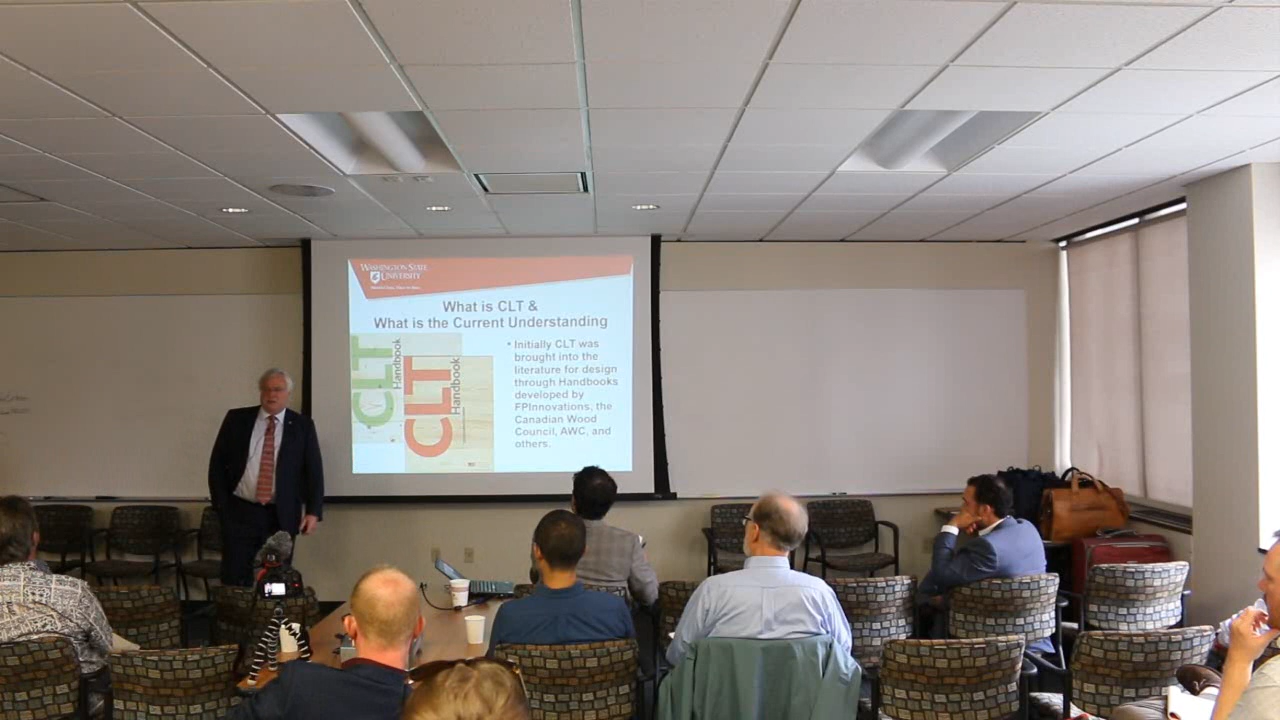 WASHINGTON STATE
UNIVERSITY
What is CLT &
What is the Current Understanding
CLT
Handbook
CLT
Handbook
• Initially CLT was
brought into the
literature for design
through Handbooks
developed by
FPInnovations, the
Canadian Wood
Council, AWC, and
others.